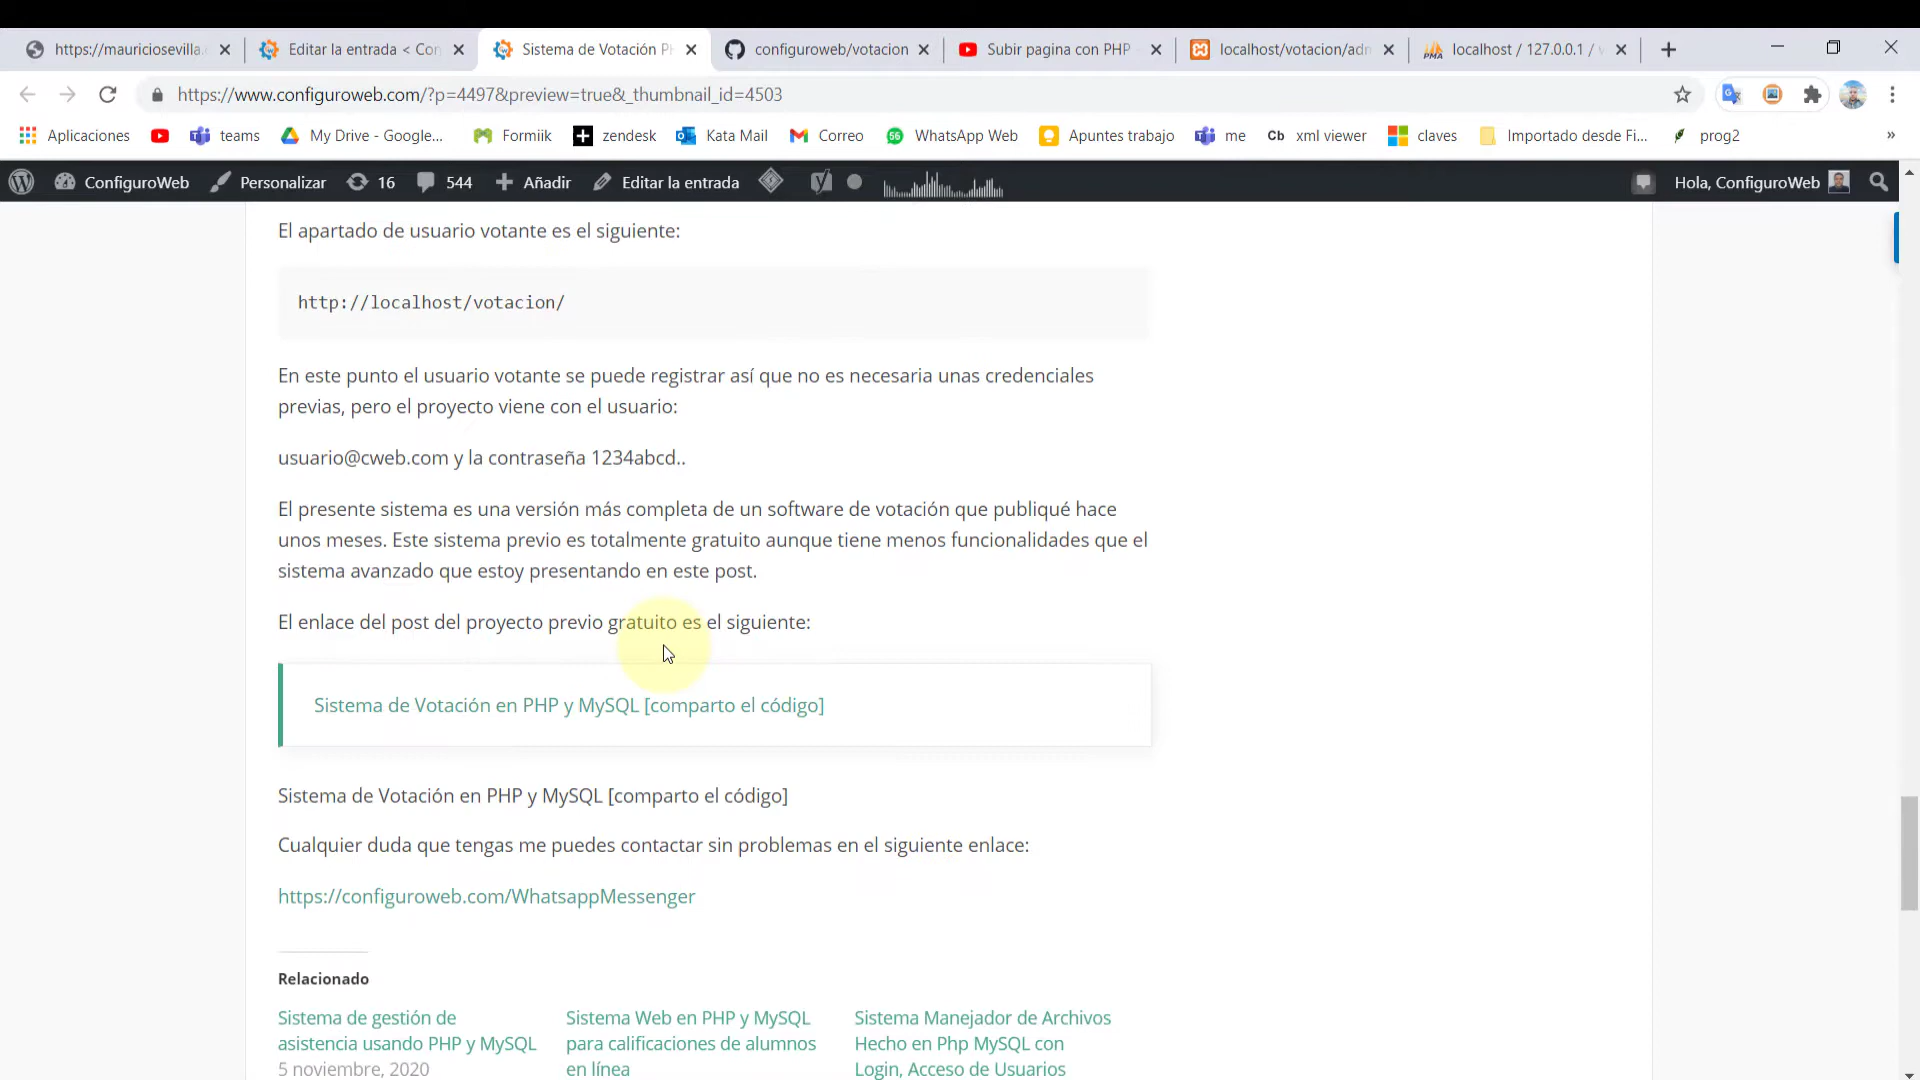 https://mauriciosevilla.
Editar la entrada < Con
Sistema de Votación P
configuroweb/votacion
Subir pagina con PHP
localhost/votacion/adn
localhost / 127.0.0.1 / v
https://www.configuroweb.com/?p=4497&preview=true&_thumbnail_id=4503
Aplicaciones
teams
My Drive - Google...
Formiik
zendesk
Kata Mail
Correo
WhatsApp Web
Apuntes trabajo
me
Cb xml viewer
claves
Importado desde Fi...
prog2
»
ConfiguroWeb
Personalizar
16
544
Añadir
Editar la entrada
Hola, ConfiguroWeb
El apartado de usuario votante es el siguiente:
http://localhost/votacion/
En este punto el usuario votante se puede registrar así que no es necesaria unas credenciales
previas, pero el proyecto viene con el usuario:
usuario@cweb.com y la contraseña 1234abcd..
El presente sistema es una versión más completa de un software de votación que publiqué hace
unos meses. Este sistema previo es totalmente gratuito aunque tiene menos funcionalidades que el
sistema avanzado que estoy presentando en este post.
El enlace del post del proyecto previo gratuito es el siguiente:
Sistema de Votación en PHP y MySQL [comparto el código]
Sistema de Votación en PHP y MySQL [comparto el código]
Cualquier duda que tengas me puedes contactar sin problemas en el siguiente enlace:
https://configuroweb.com/WhatsappMessenger
Relacionado
Sistema de gestión de
asistencia usando PHP y MySQL
5 noviembre, 2020
Sistema Web en PHP y MySQL
para calificaciones de alumnos
en línea
Sistema Manejador de Archivos
Hecho en Php MySQL con
Login, Acceso de Usuarios